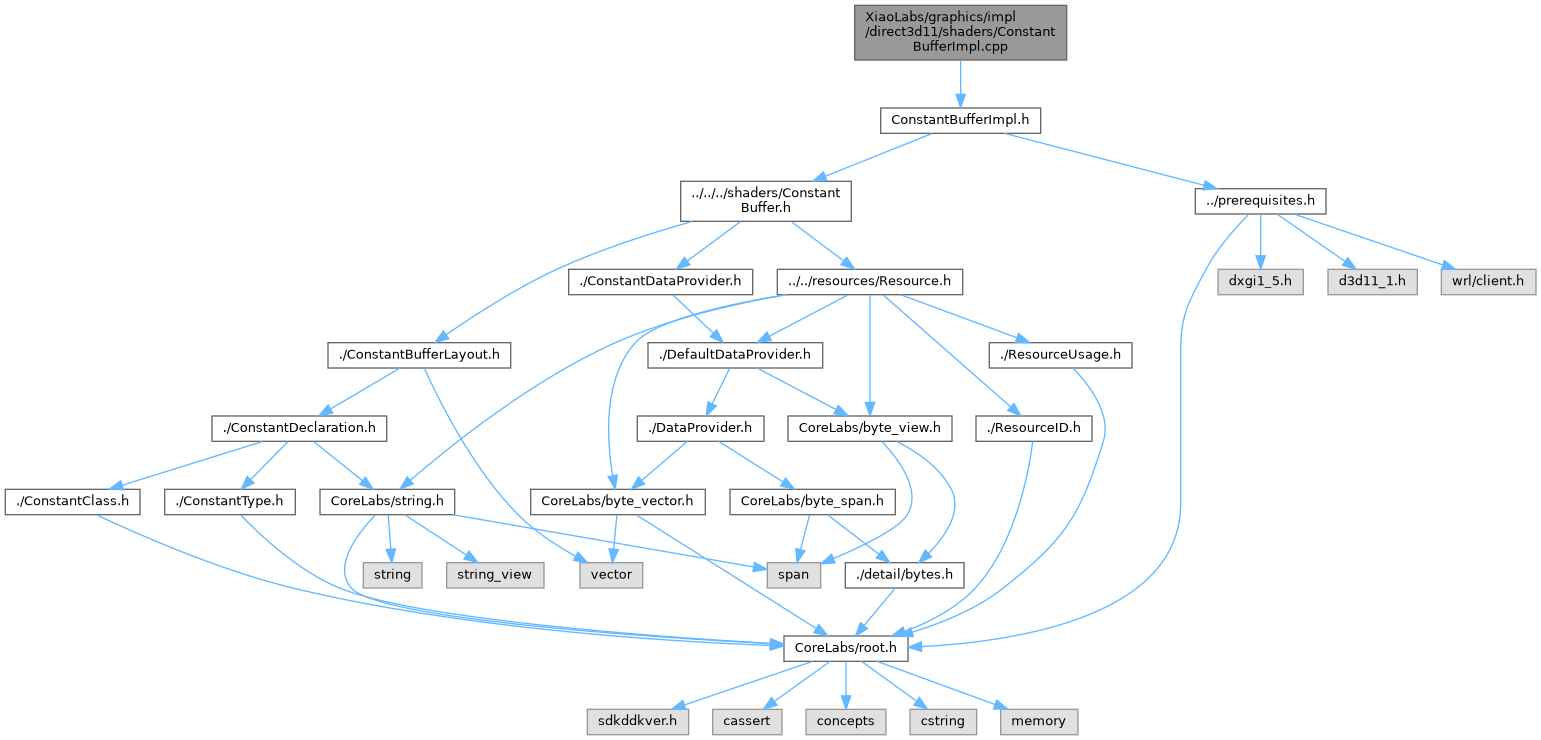 XiaoLabs/graphics/impl
/direct3d11/shaders/Constant
BufferImpl.cpp
ConstantBufferImpl.h
../../../shaders/Constant
Buffer.h
../prerequisites.h
./ConstantDataProvider.h
../../resources/Resource.h
dxgi1_5.h
d3d11_1.h
wrl/client.h
./ConstantBufferLayout.h
./DefaultDataProvider.h
./ResourceUsage.h
./ConstantDeclaration.h
./DataProvider.h
CoreLabs/byte_view.h
./ResourceID.h
./ConstantClass.h
./ConstantType.h
CoreLabs/string.h
CoreLabs/byte_vector.h
CoreLabs/byte_span.h
string
string_view
vector
span
./detail/bytes.h
CoreLabs/root.h
sdkddkver.h
cassert
concepts
cstring
memory